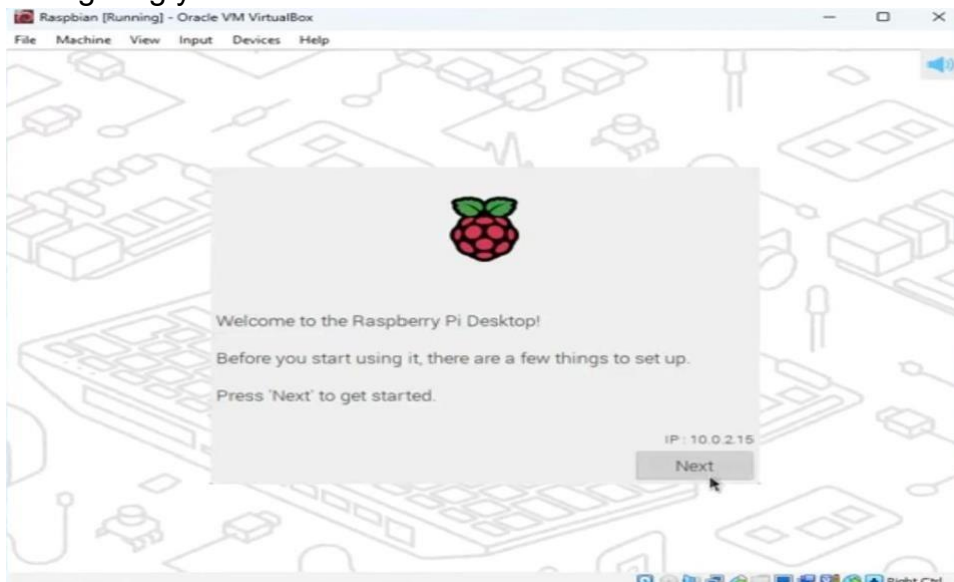 Raspbian [Running] - Oracle VM VirtualBox
File Machine View Input Devices Help
Welcome to the Raspberry Pi Desktop!
Before you start using it, there are a few things to set up.
Press 'Next' to get started.
IP : 10.0.2.15
Next
Right Ctrl